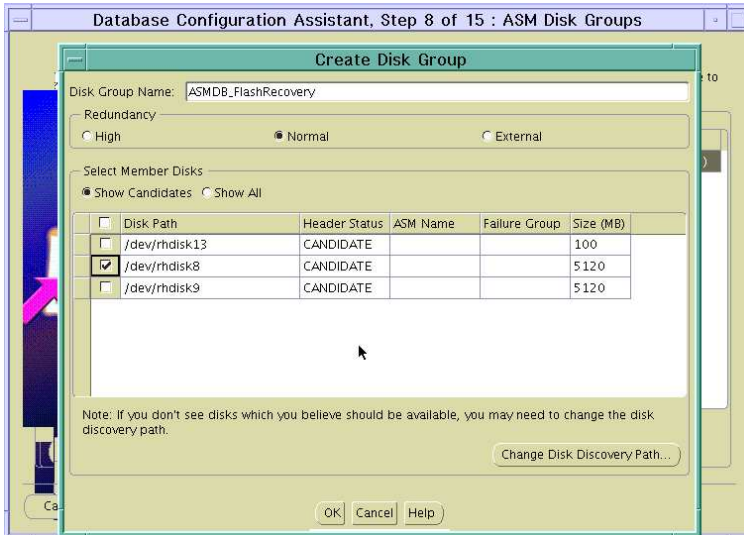 Database Configuration Assistant, Step 8 of 15 : ASM Disk Groups
Create Disk Group
to
Disk Group Name: ASMDB_FlashRecovery
Redundancy
High Normal External
Select Member Disks
Show Candidates Show All
Disk Path Header Status ASM Name Failure Group Size (MB)
/dev/rhdisk13 CANDIDATE 100
/dev/rhdisk8 CANDIDATE 5120
/dev/rhdisk9 CANDIDATE 5120
Note: If you don't see disks which you believe should be available, you may need to change the disk
discovery path.
Change Disk Discovery Path...
Ca
OK Cancel Help